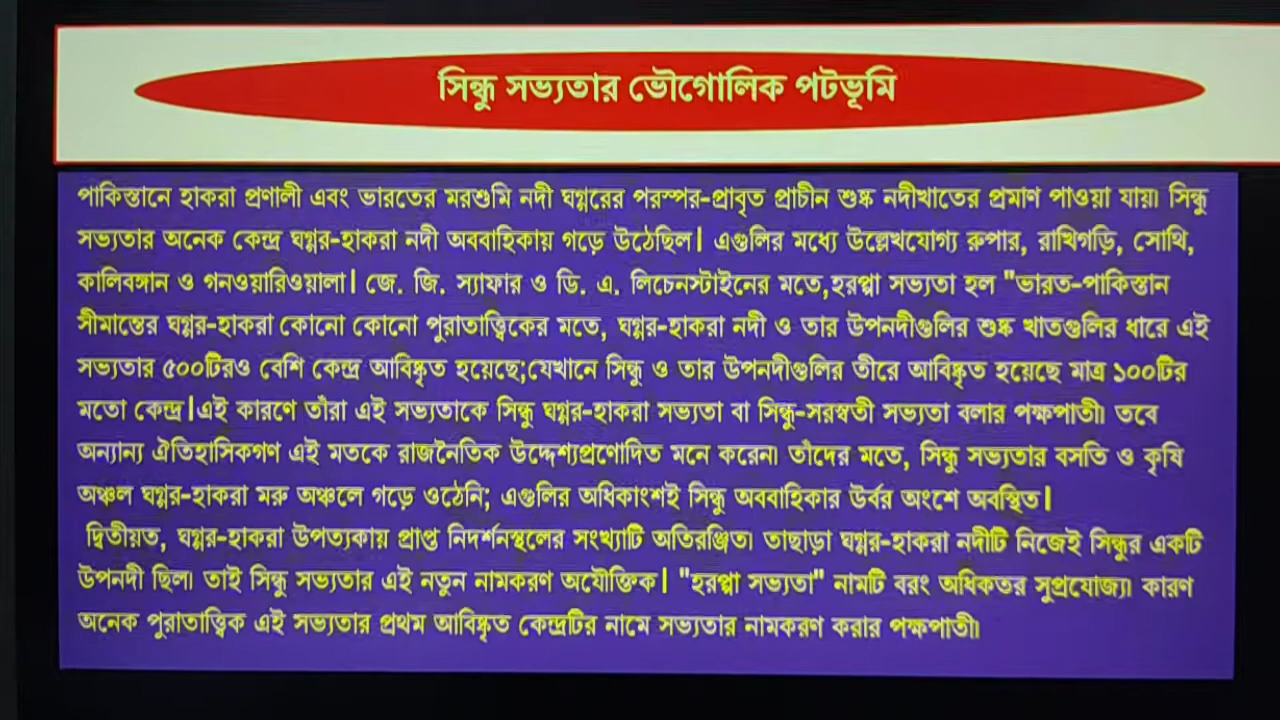 সিন্ধু সভ্যতার ভৌগোলিক পটভূমি
পাকিস্তানে হাকরা প্রণালী এবং ভারতের মরশুমি নদী ঘগ্গরের পরস্পর-প্রাবৃত প্রাচীন শুষ্ক নদীখাতের প্রমাণ পাওয়া যায়। সিন্ধু
সভ্যতার অনেক কেন্দ্র ঘগ্গর-হাকরা নদী অববাহিকায় গড়ে উঠেছিল| এগুলির মধ্যে উল্লেখযোগ্য রুপার, রাখিগড়ি, সোথি,
কালিবঙ্গান ও গনওয়ারিওয়ালা| জে. জি. স্যাফার ও ডি. এ. লিচেনস্টাইনের মতে,হরপ্পা সভ্যতা হল "ভারত-পাকিস্তান
সীমান্তের ঘগ্গর-হাকরা কোনো কোনো পুরাতাত্ত্বিকের মতে, ঘগ্গর-হাকরা নদী ও তার উপনদীগুলির শুষ্ক খাতগুলির ধারে এই
সভ্যতার ৫০০টিরও বেশি কেন্দ্র আবিষ্কৃত হয়েছে;যেখানে সিন্ধু ও তার উপনদীগুলির তীরে আবিষ্কৃত হয়েছে মাত্র ১০০টির
মতো কেন্দ্র|এই কারণে তাঁরা এই সভ্যতাকে সিন্ধু ঘগ্গর-হাকরা সভ্যতা বা সিন্ধু-সরস্বতী সভ্যতা বলার পক্ষপাতী। তবে
অন্যান্য ঐতিহাসিকগণ এই মতকে রাজনৈতিক উদ্দেশ্যপ্রণোদিত মনে করেন। তাঁদের মতে, সিন্ধু সভ্যতার বসতি ও কৃষি
অঞ্চল ঘগ্গর-হাকরা মরু অঞ্চলে গড়ে ওঠেনি; এগুলির অধিকাংশই সিন্ধু অববাহিকার উর্বর অংশে অবস্থিত|
দ্বিতীয়ত, ঘগ্গর-হাকরা উপত্যকায় প্রাপ্ত নিদর্শনস্থলের সংখ্যাটি অতিরঞ্জিত। তাছাড়া ঘগ্গর-হাকরা নদীটি নিজেই সিন্ধুর একটি
উপনদী ছিল। তাই সিন্ধু সভ্যতার এই নতুন নামকরণ অযৌক্তিক| "হরপ্পা সভ্যতা" নামটি বরং অধিকতর সুপ্রযোজ্য। কারণ
অনেক পুরাতাত্ত্বিক এই সভ্যতার প্রথম আবিষ্কৃত কেন্দ্রটির নামে সভ্যতার নামকরণ করার পক্ষপাতী।